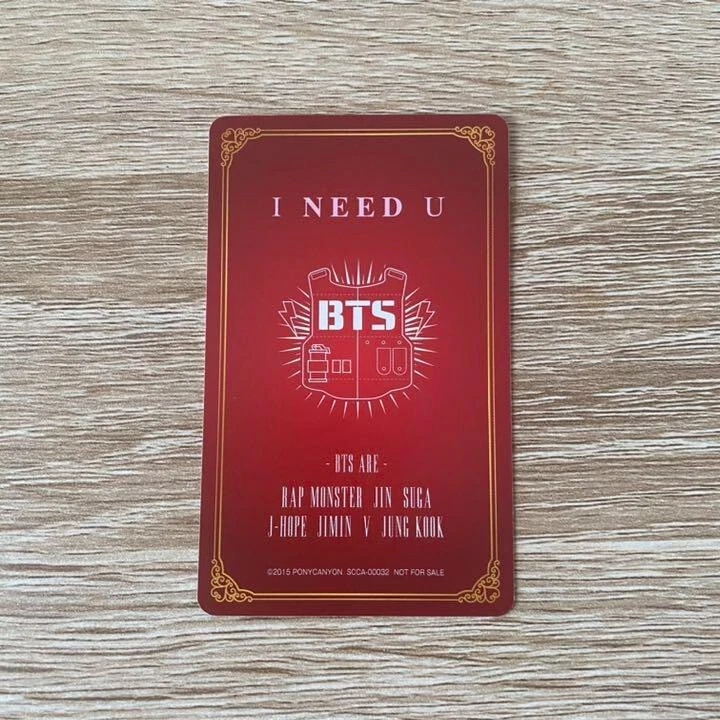 I NEED U
BTS
- BTS ARE -
RAP MONSTER JIN SUGA
J-HOPE JIMIN V JUNG KOOK
©2015 PONYCANYON SCCA-00032 NOT FOR SALE